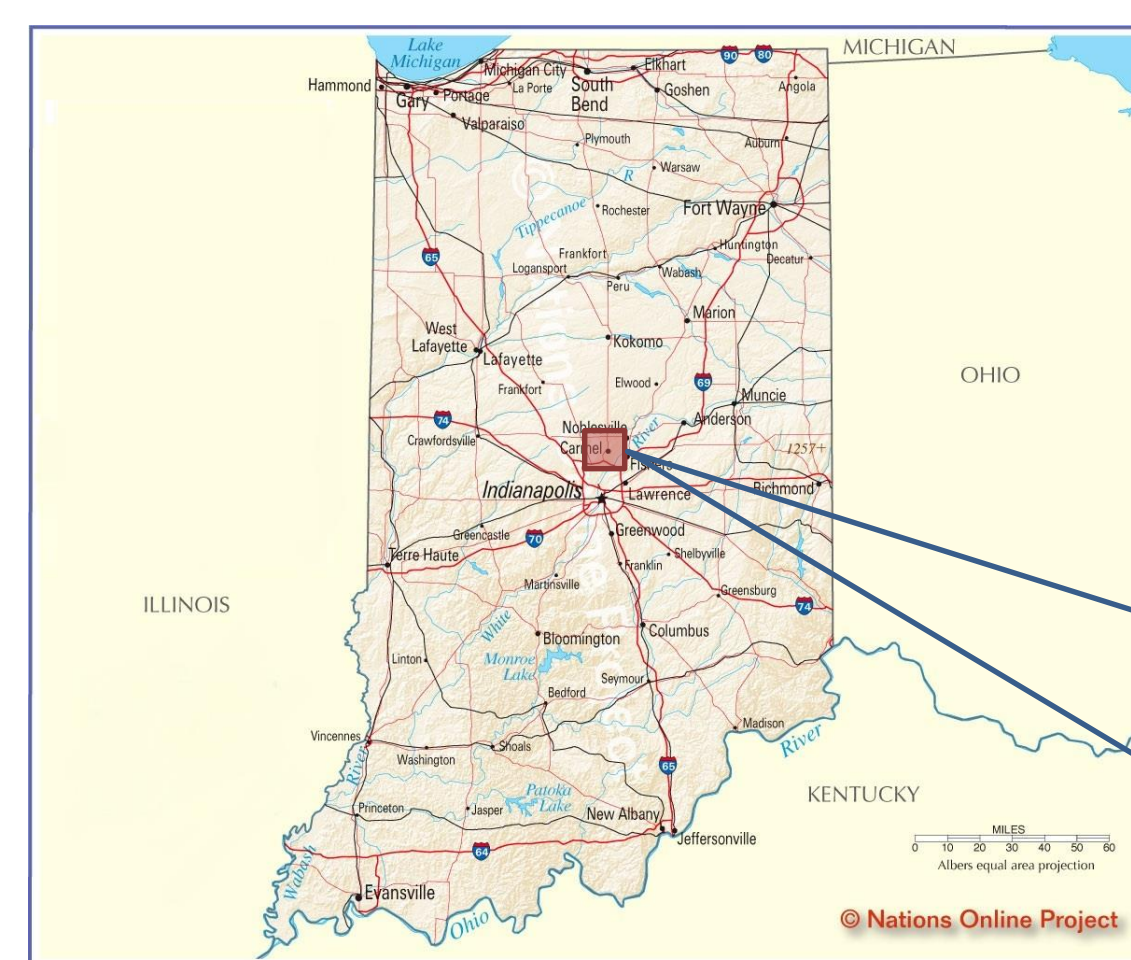 Lake
Michigan
90
80
MICHIGAN
Hammond
Gary
Portage
Michigan City
La Porte
South
Bend
Elkhart
Goshen
Angola
Valparaiso
Plymouth
Auburn
Warsaw
R
Tippecanoe
Rochester
Fort Wayne
65
Frankfort
Logansport
Peru
Wabash
Huntington
Decatur
Marion
West
Lafayette
Lafayette
Kokomo
OHIO
Frankfort
Elwood
69
Muncie
74
Crawfordsville
Noblesville
River
Anderson
Carmel
Fishers
1257+
Indianapolis
Lawrence
Richmond
Greencastle
70
Greenwood
Terre Haute
Shelbyville
Franklin
Martinsville
Greensburg
ILLINOIS
74
White
Bloomington
Columbus
Linton
Monroe
Lake
Seymour
Bedford
Madison
River
Vincennes
Washington
Shoals
River
65
KENTUCKY
Princeton
Jasper
Patoka
Lake
New Albany
Jeffersonville
MILES
0 10 20 30 40 50 60
Albers equal area projection
64
Wabash
Evansville
Ohio
© Nations Online Project